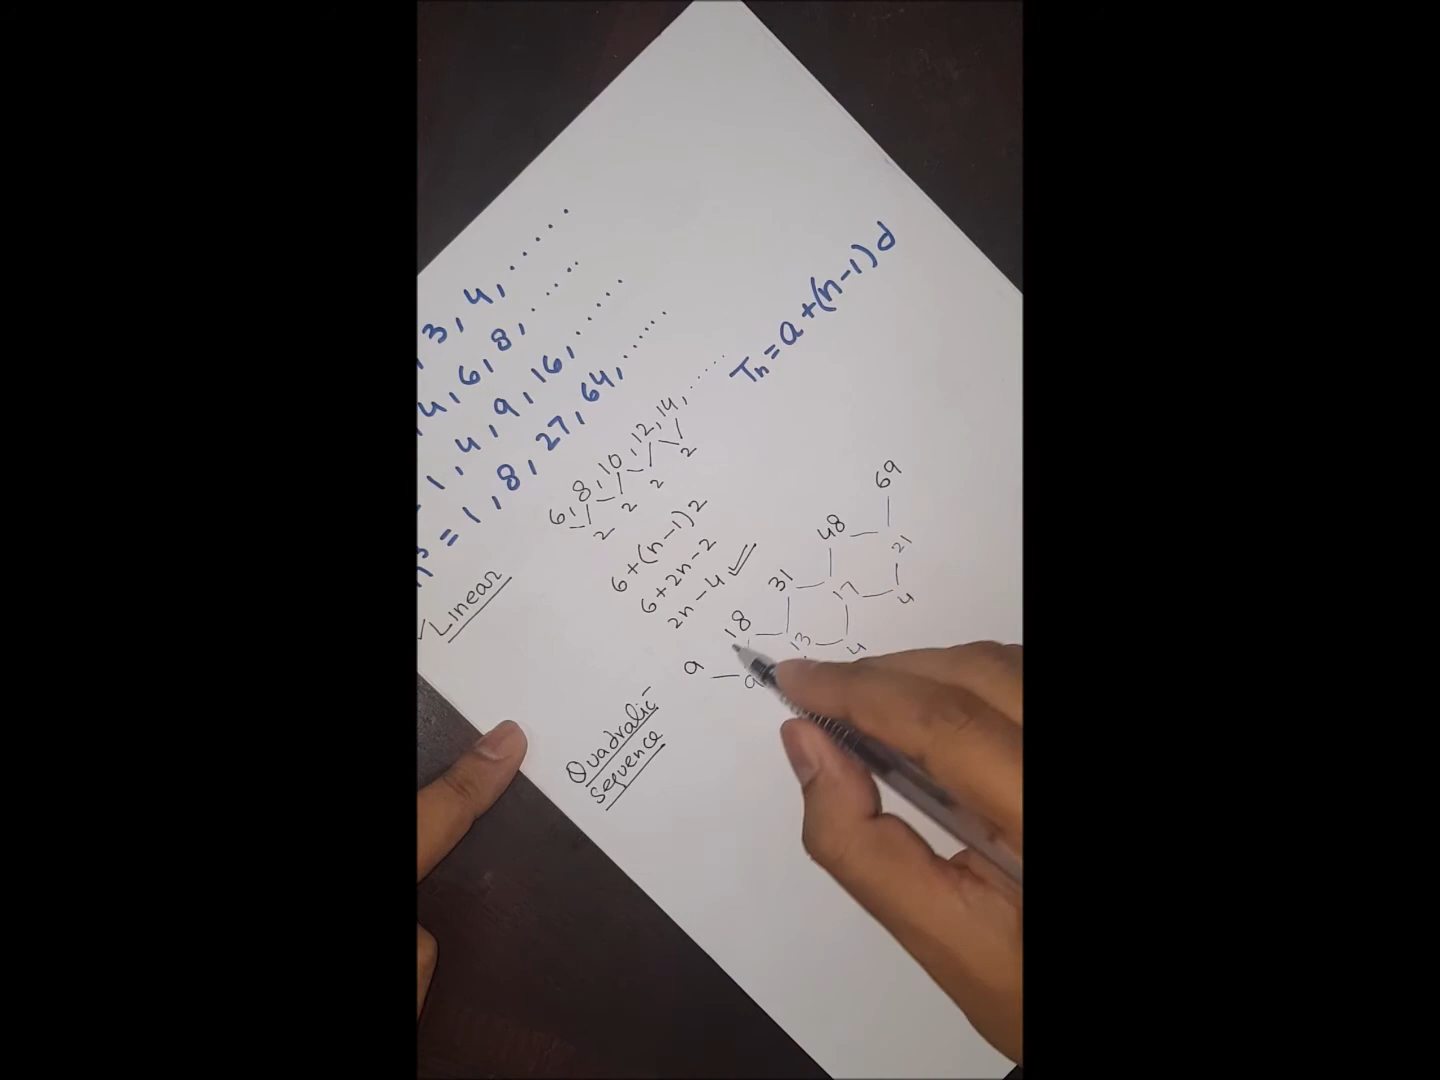 , 3, 4, ......
, 4, 6, 8, .....
1, 4, 9, 16, ......
n³ = 1, 8, 27, 64, .......
✓Linear
6, 8, 10, 12, 14, ......
2 2 2 2
Tₙ = a + (n-1) d
6 + (n-1) 2
6 + 2n - 2
2n - 4 ✓
Quadratic
Sequence
9 18 31 48 69
9 13 17 21
4 4